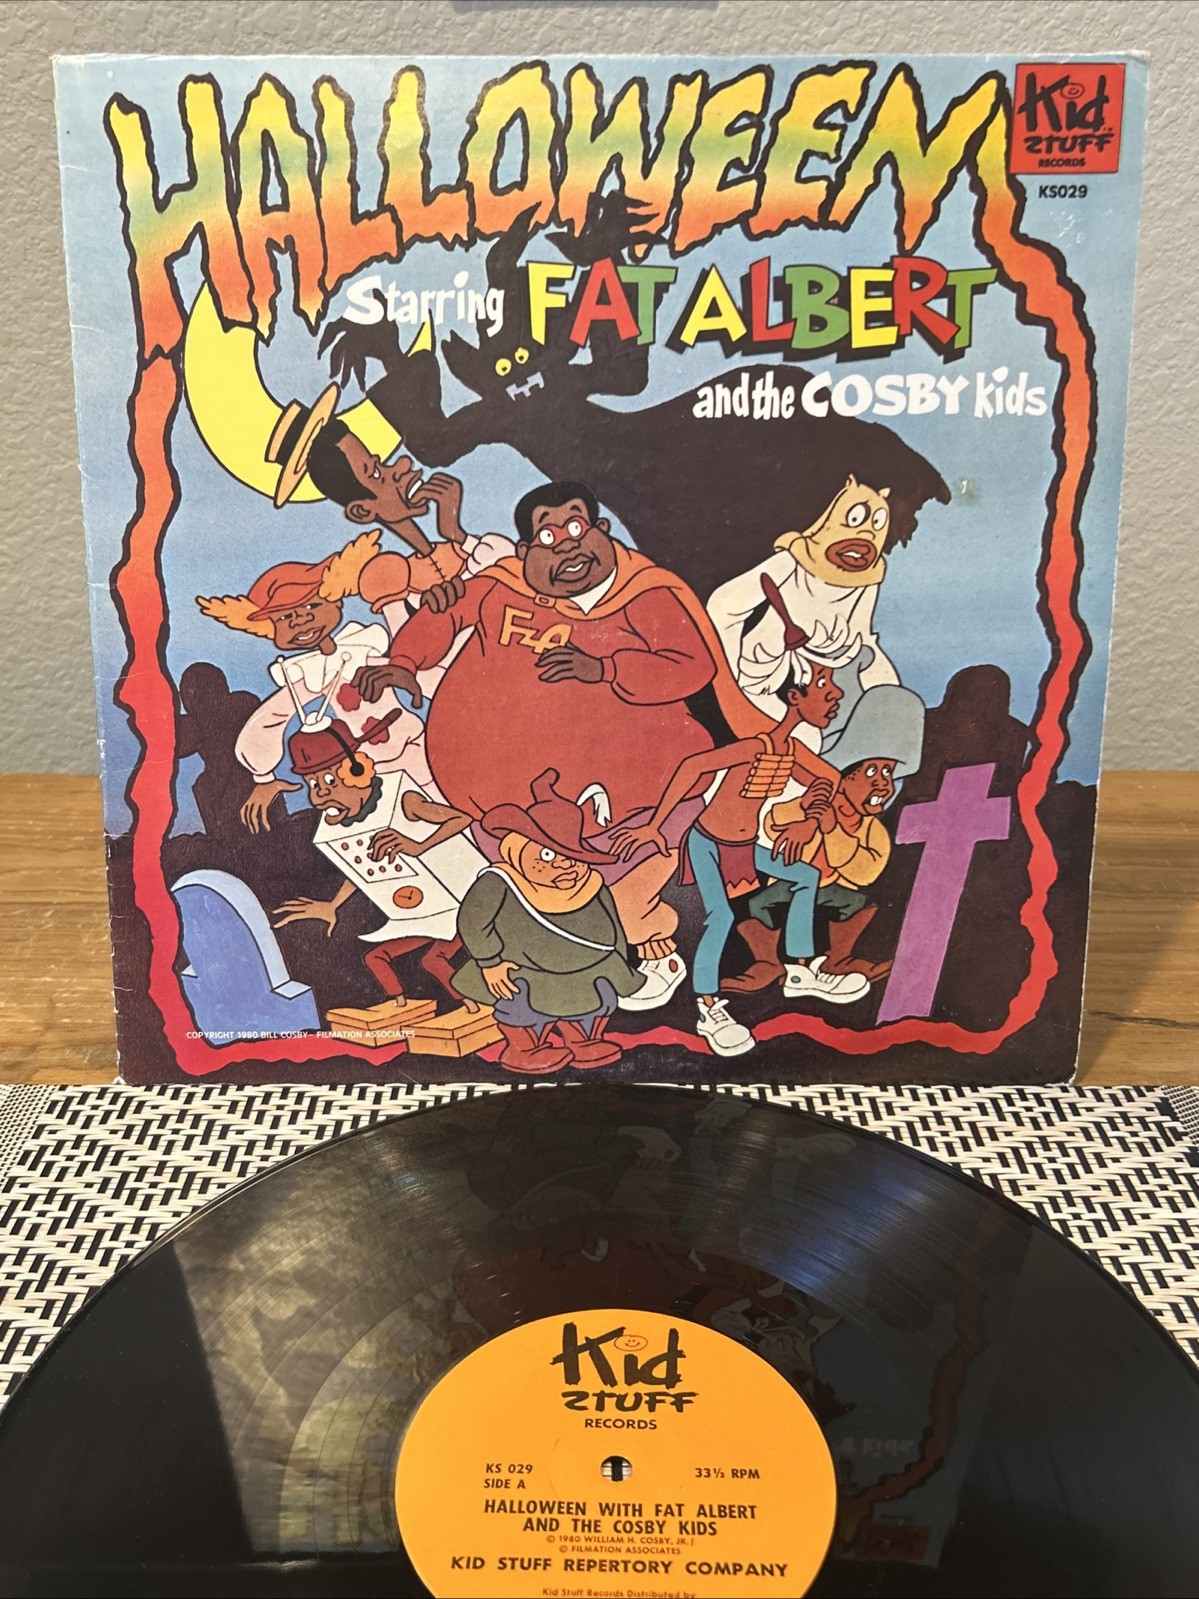 HALLOWEEN
Kid
STUFF
RECORDS
KS029
Starring FAT ALBERT
and the COSBY Kids
FA
COPYRIGHT 1980 BILL COSBY– FILMATION ASSOCIATES
Kid
STUFF
RECORDS
KS 029
SIDE A
33⅓ RPM
HALLOWEEN WITH FAT ALBERT
AND THE COSBY KIDS
© 1980 WILLIAM H. COSBY, JR./
© FILMATION ASSOCIATES
KID STUFF REPERTORY COMPANY
Kid Stuff Records Distributed by